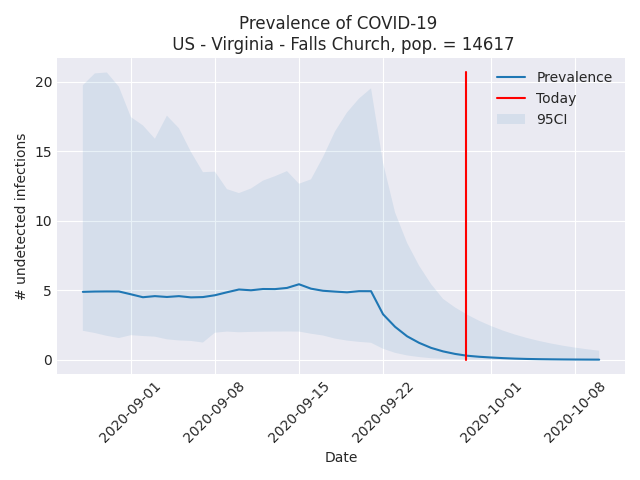 Prevalence of COVID-19
US - Virginia - Falls Church, pop. = 14617
# undetected infections
20
15
10
5
0
Prevalence
Today
95CI
2020-09-01
2020-09-08
2020-09-15
2020-09-22
2020-10-01
2020-10-08
Date